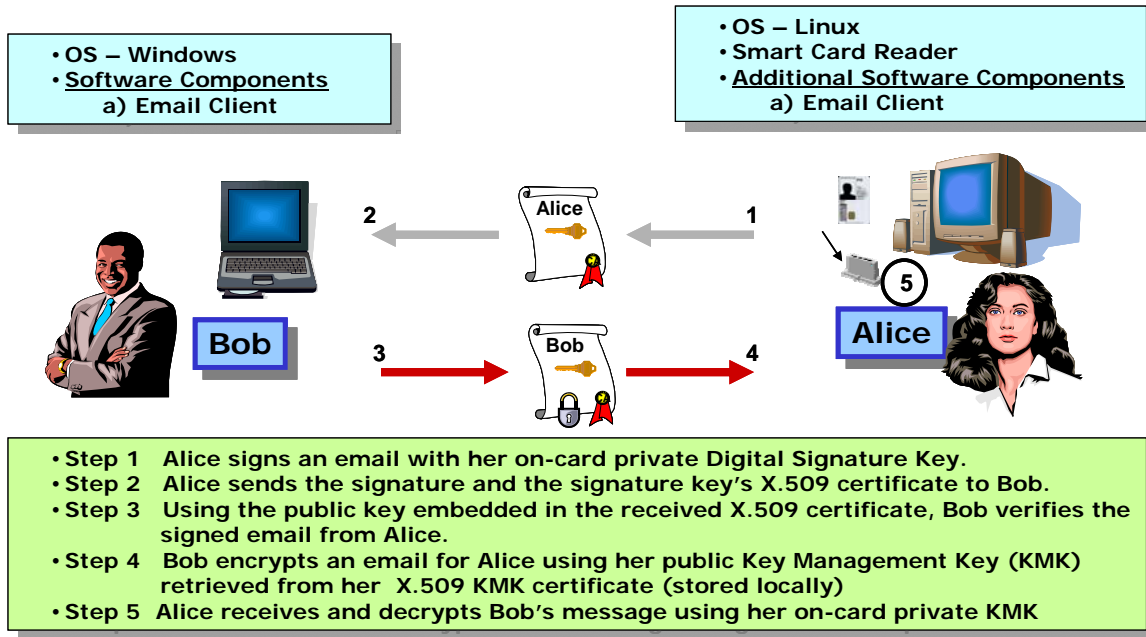 • OS – Windows
• Software Components
a) Email Client
• OS – Linux
• Smart Card Reader
• Additional Software Components
a) Email Client
2
Alice
1
5
Bob
Alice
3
Bob
4
• Step 1 Alice signs an email with her on-card private Digital Signature Key.
• Step 2 Alice sends the signature and the signature key's X.509 certificate to Bob.
• Step 3 Using the public key embedded in the received X.509 certificate, Bob verifies the
signed email from Alice.
• Step 4 Bob encrypts an email for Alice using her public Key Management Key (KMK)
retrieved from her X.509 KMK certificate (stored locally)
• Step 5 Alice receives and decrypts Bob's message using her on-card private KMK